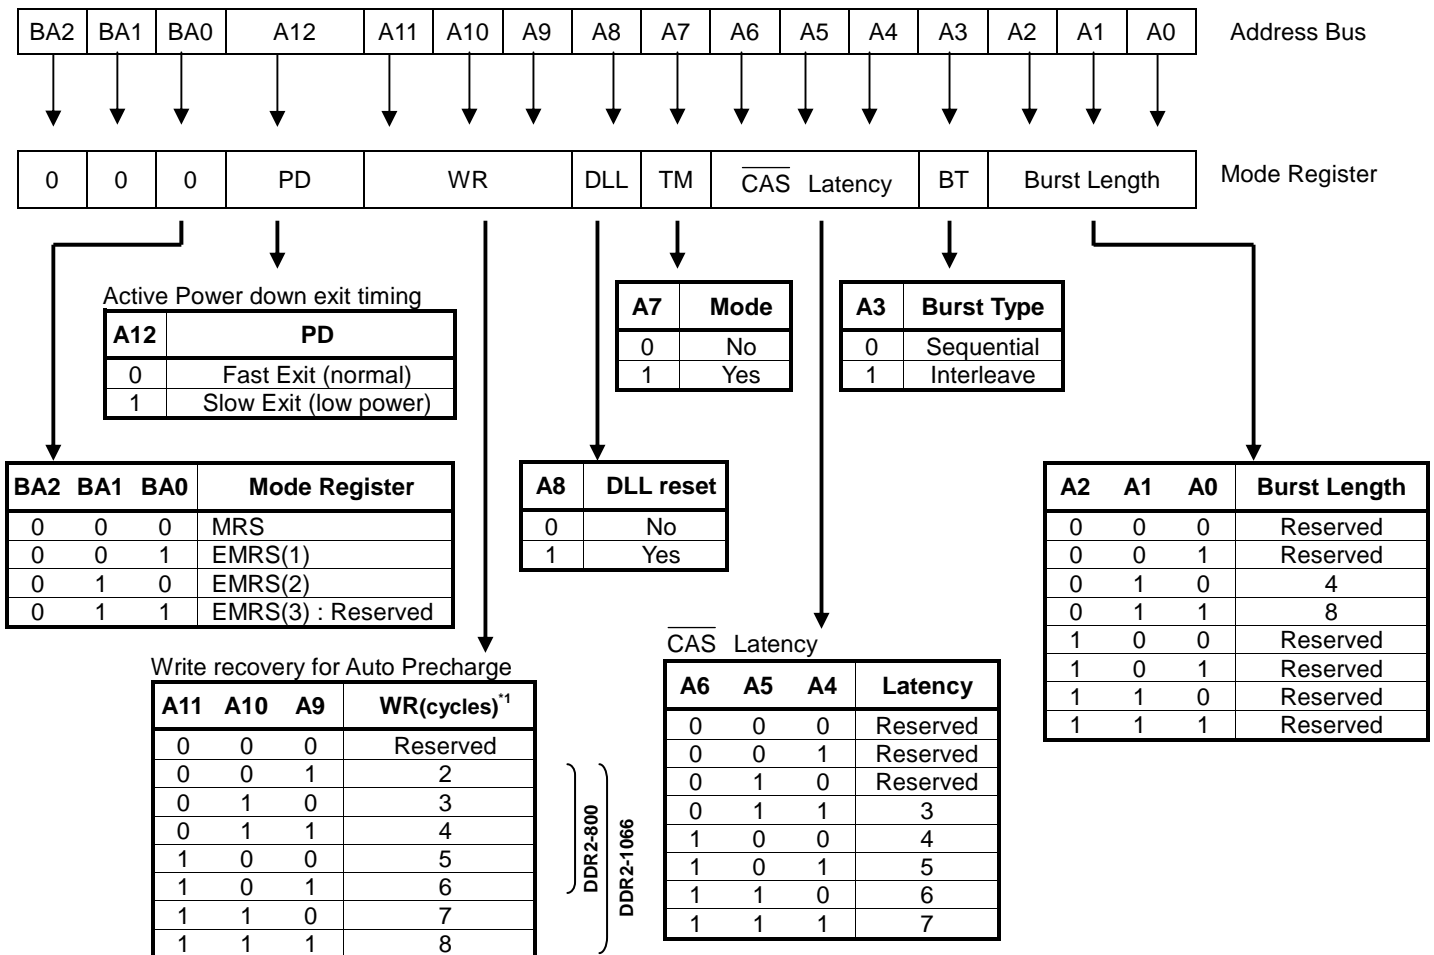 BA2 BA1 BA0 A12 A11 A10 A9 A8 A7 A6 A5 A4 A3 A2 A1 A0 Address Bus
0 0 0 PD WR DLL TM CAS Latency BT Burst Length Mode Register
Active Power down exit timing
A12 PD
0 Fast Exit (normal)
1 Slow Exit (low power)
A7 Mode
0 No
1 Yes
A3 Burst Type
0 Sequential
1 Interleave
BA2 BA1 BA0 Mode Register
0 0 0 MRS
0 0 1 EMRS(1)
0 1 0 EMRS(2)
0 1 1 EMRS(3) : Reserved
A8 DLL reset
0 No
1 Yes
A2 A1 A0 Burst Length
0 0 0 Reserved
0 0 1 Reserved
0 1 0 4
0 1 1 8
1 0 0 Reserved
1 0 1 Reserved
1 1 0 Reserved
1 1 1 Reserved
Write recovery for Auto Precharge
A11 A10 A9 WR(cycles)*1
0 0 0 Reserved
0 0 1 2
0 1 0 3
0 1 1 4
1 0 0 5
1 0 1 6
1 1 0 7
1 1 1 8
DDR2-800
DDR2-1066
CAS Latency
A6 A5 A4 Latency
0 0 0 Reserved
0 0 1 Reserved
0 1 0 Reserved
0 1 1 3
1 0 0 4
1 0 1 5
1 1 0 6
1 1 1 7